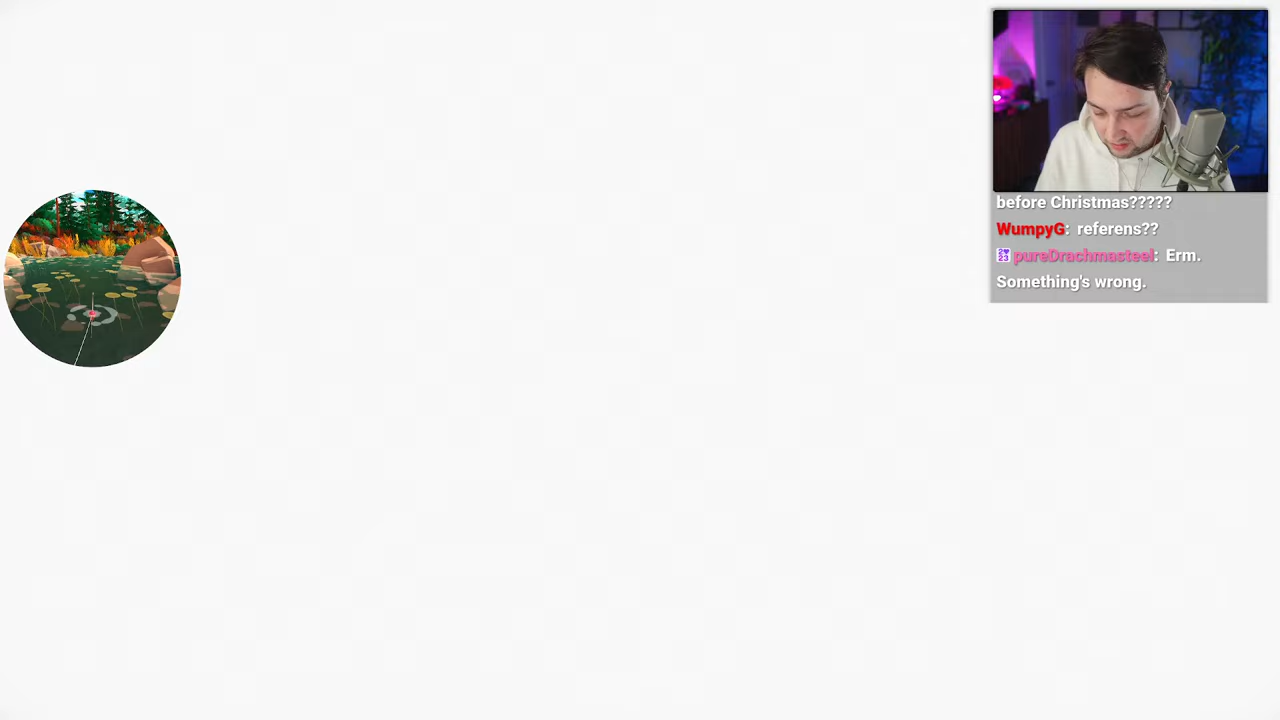 before Christmas?????
WumpyG: referens??
pureDrachmasteel: Erm.
Something's wrong.